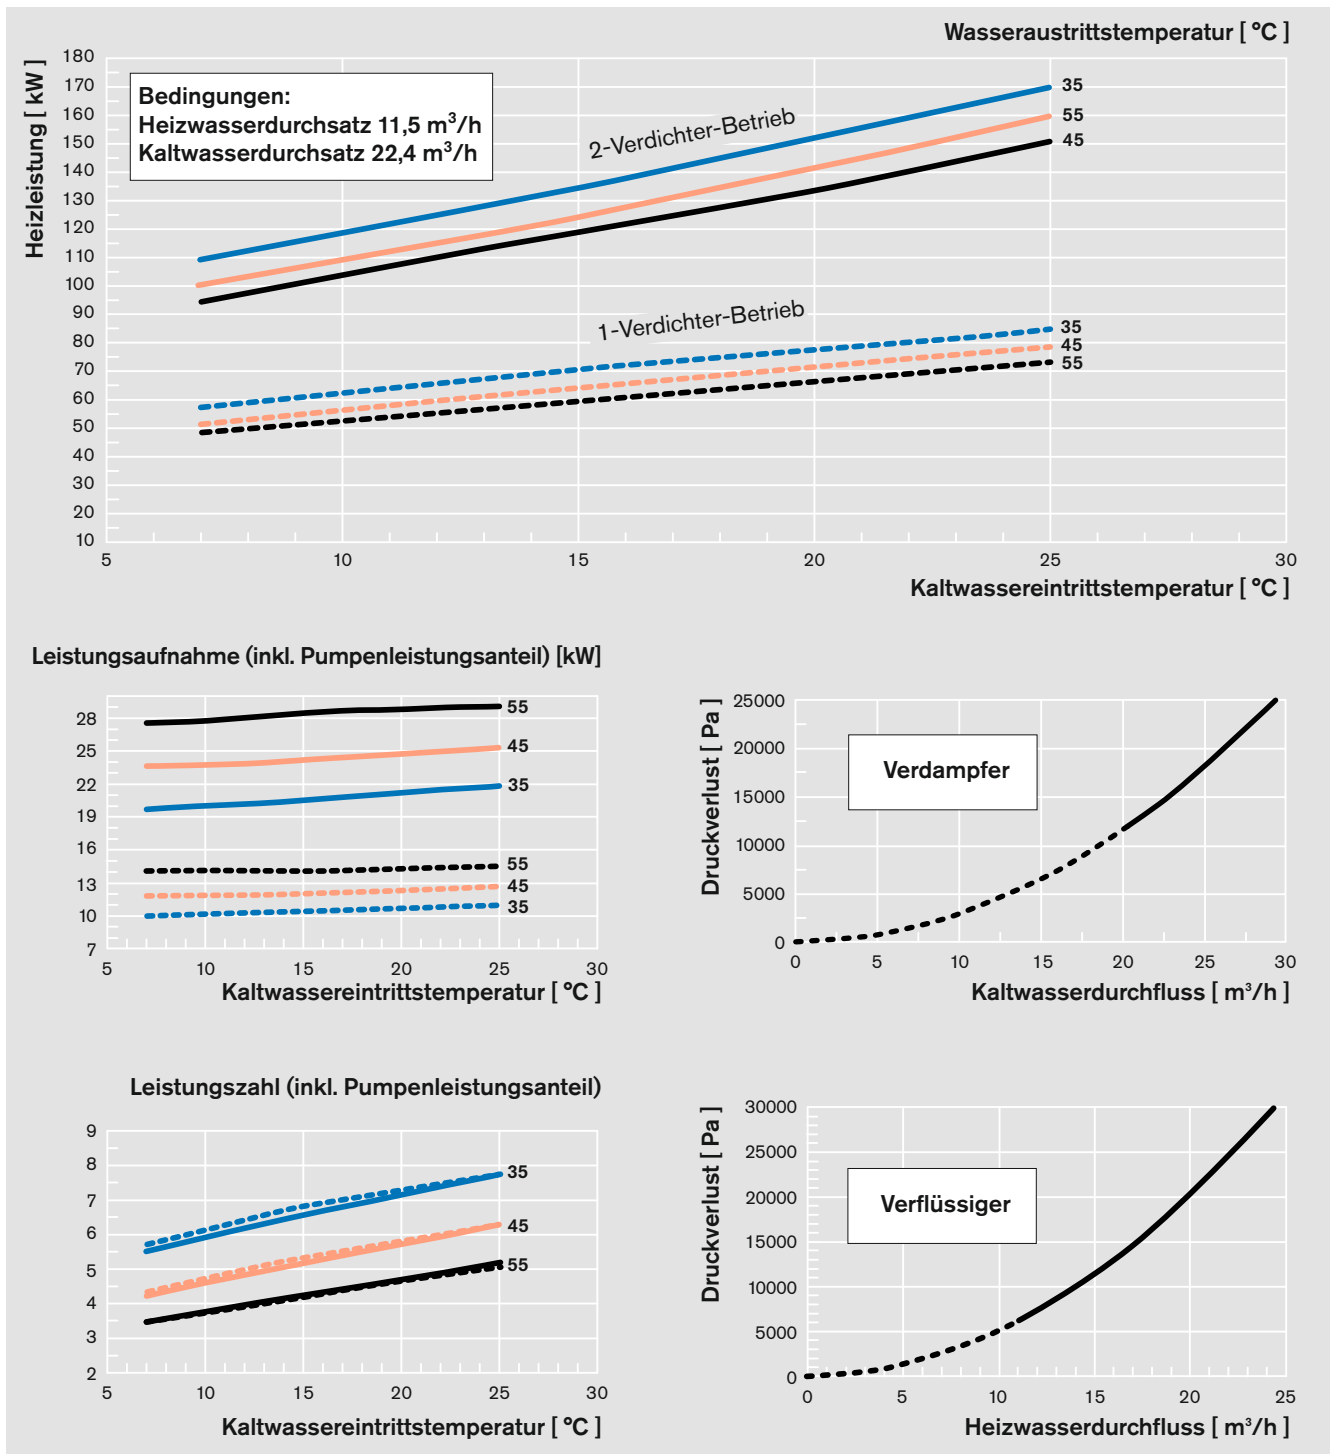 Wasseraustrittstemperatur [ °C ]
Heizleistung [ kW ]
180
170
160
150
140
130
120
110
100
90
80
70
60
50
40
30
20
10
Bedingungen:
Heizwasserdurchsatz 11,5 m³/h
Kaltwasserdurchsatz 22,4 m³/h
2-Verdichter-Betrieb
35
55
45
1-Verdichter-Betrieb
35
45
55
5 10 15 20 25 30
Kaltwassereintrittstemperatur [ °C ]
Leistungsaufnahme (inkl. Pumpenleistungsanteil) [kW]
28
25
22
19
16
13
10
7
55
45
35
55
45
35
5 10 15 20 25 30
Kaltwassereintrittstemperatur [ °C ]
Druckverlust [ Pa ]
25000
20000
15000
10000
5000
0
Verdampfer
0 5 10 15 20 25 30
Kaltwasserdurchfluss [ m³/h ]
Leistungszahl (inkl. Pumpenleistungsanteil)
9
8
7
6
5
4
3
2
35
45
55
5 10 15 20 25 30
Kaltwassereintrittstemperatur [ °C ]
Druckverlust [ Pa ]
30000
25000
20000
15000
10000
5000
0
Verflüssiger
0 5 10 15 20 25
Heizwasserdurchfluss [ m³/h ]